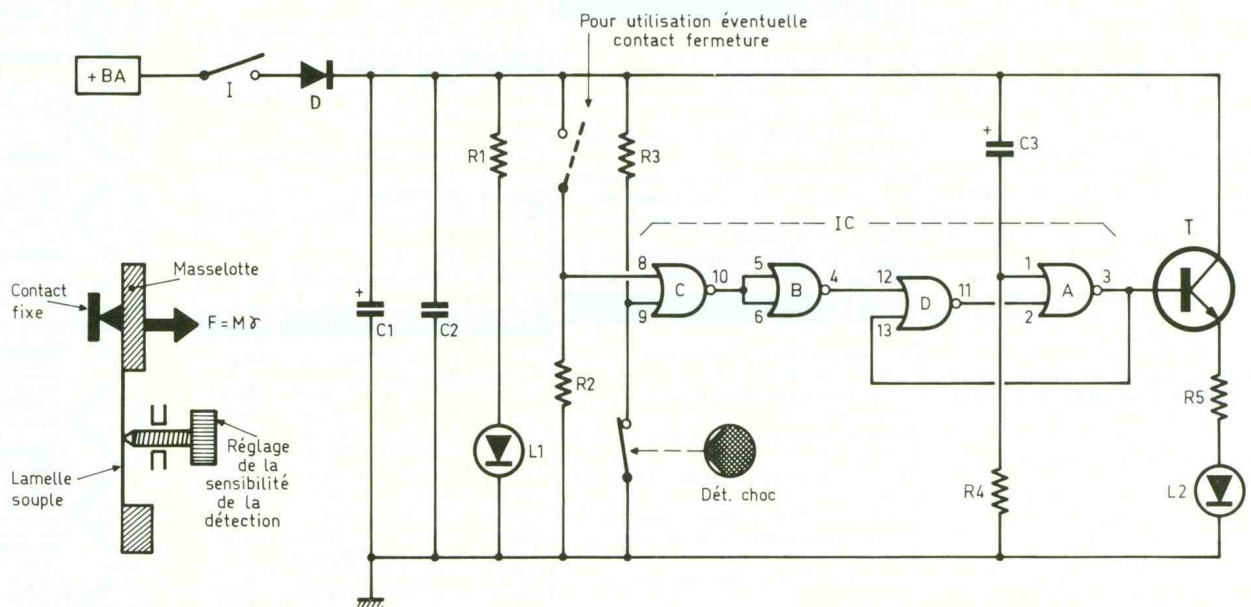 Pour utilisation éventuelle
contact fermeture
+BA
I
D
R1
R3
+
C3
IC
T
Masselotte
Contact
fixe
F=Mγ
+
C1
C2
8
9
C
10
5
6
B
4
12
13
D
11
1
2
A
3
R2
R5
Réglage
de la
sensibilité
de la
détection
Lamelle
souple
L1
Dét. choc
R4
L2